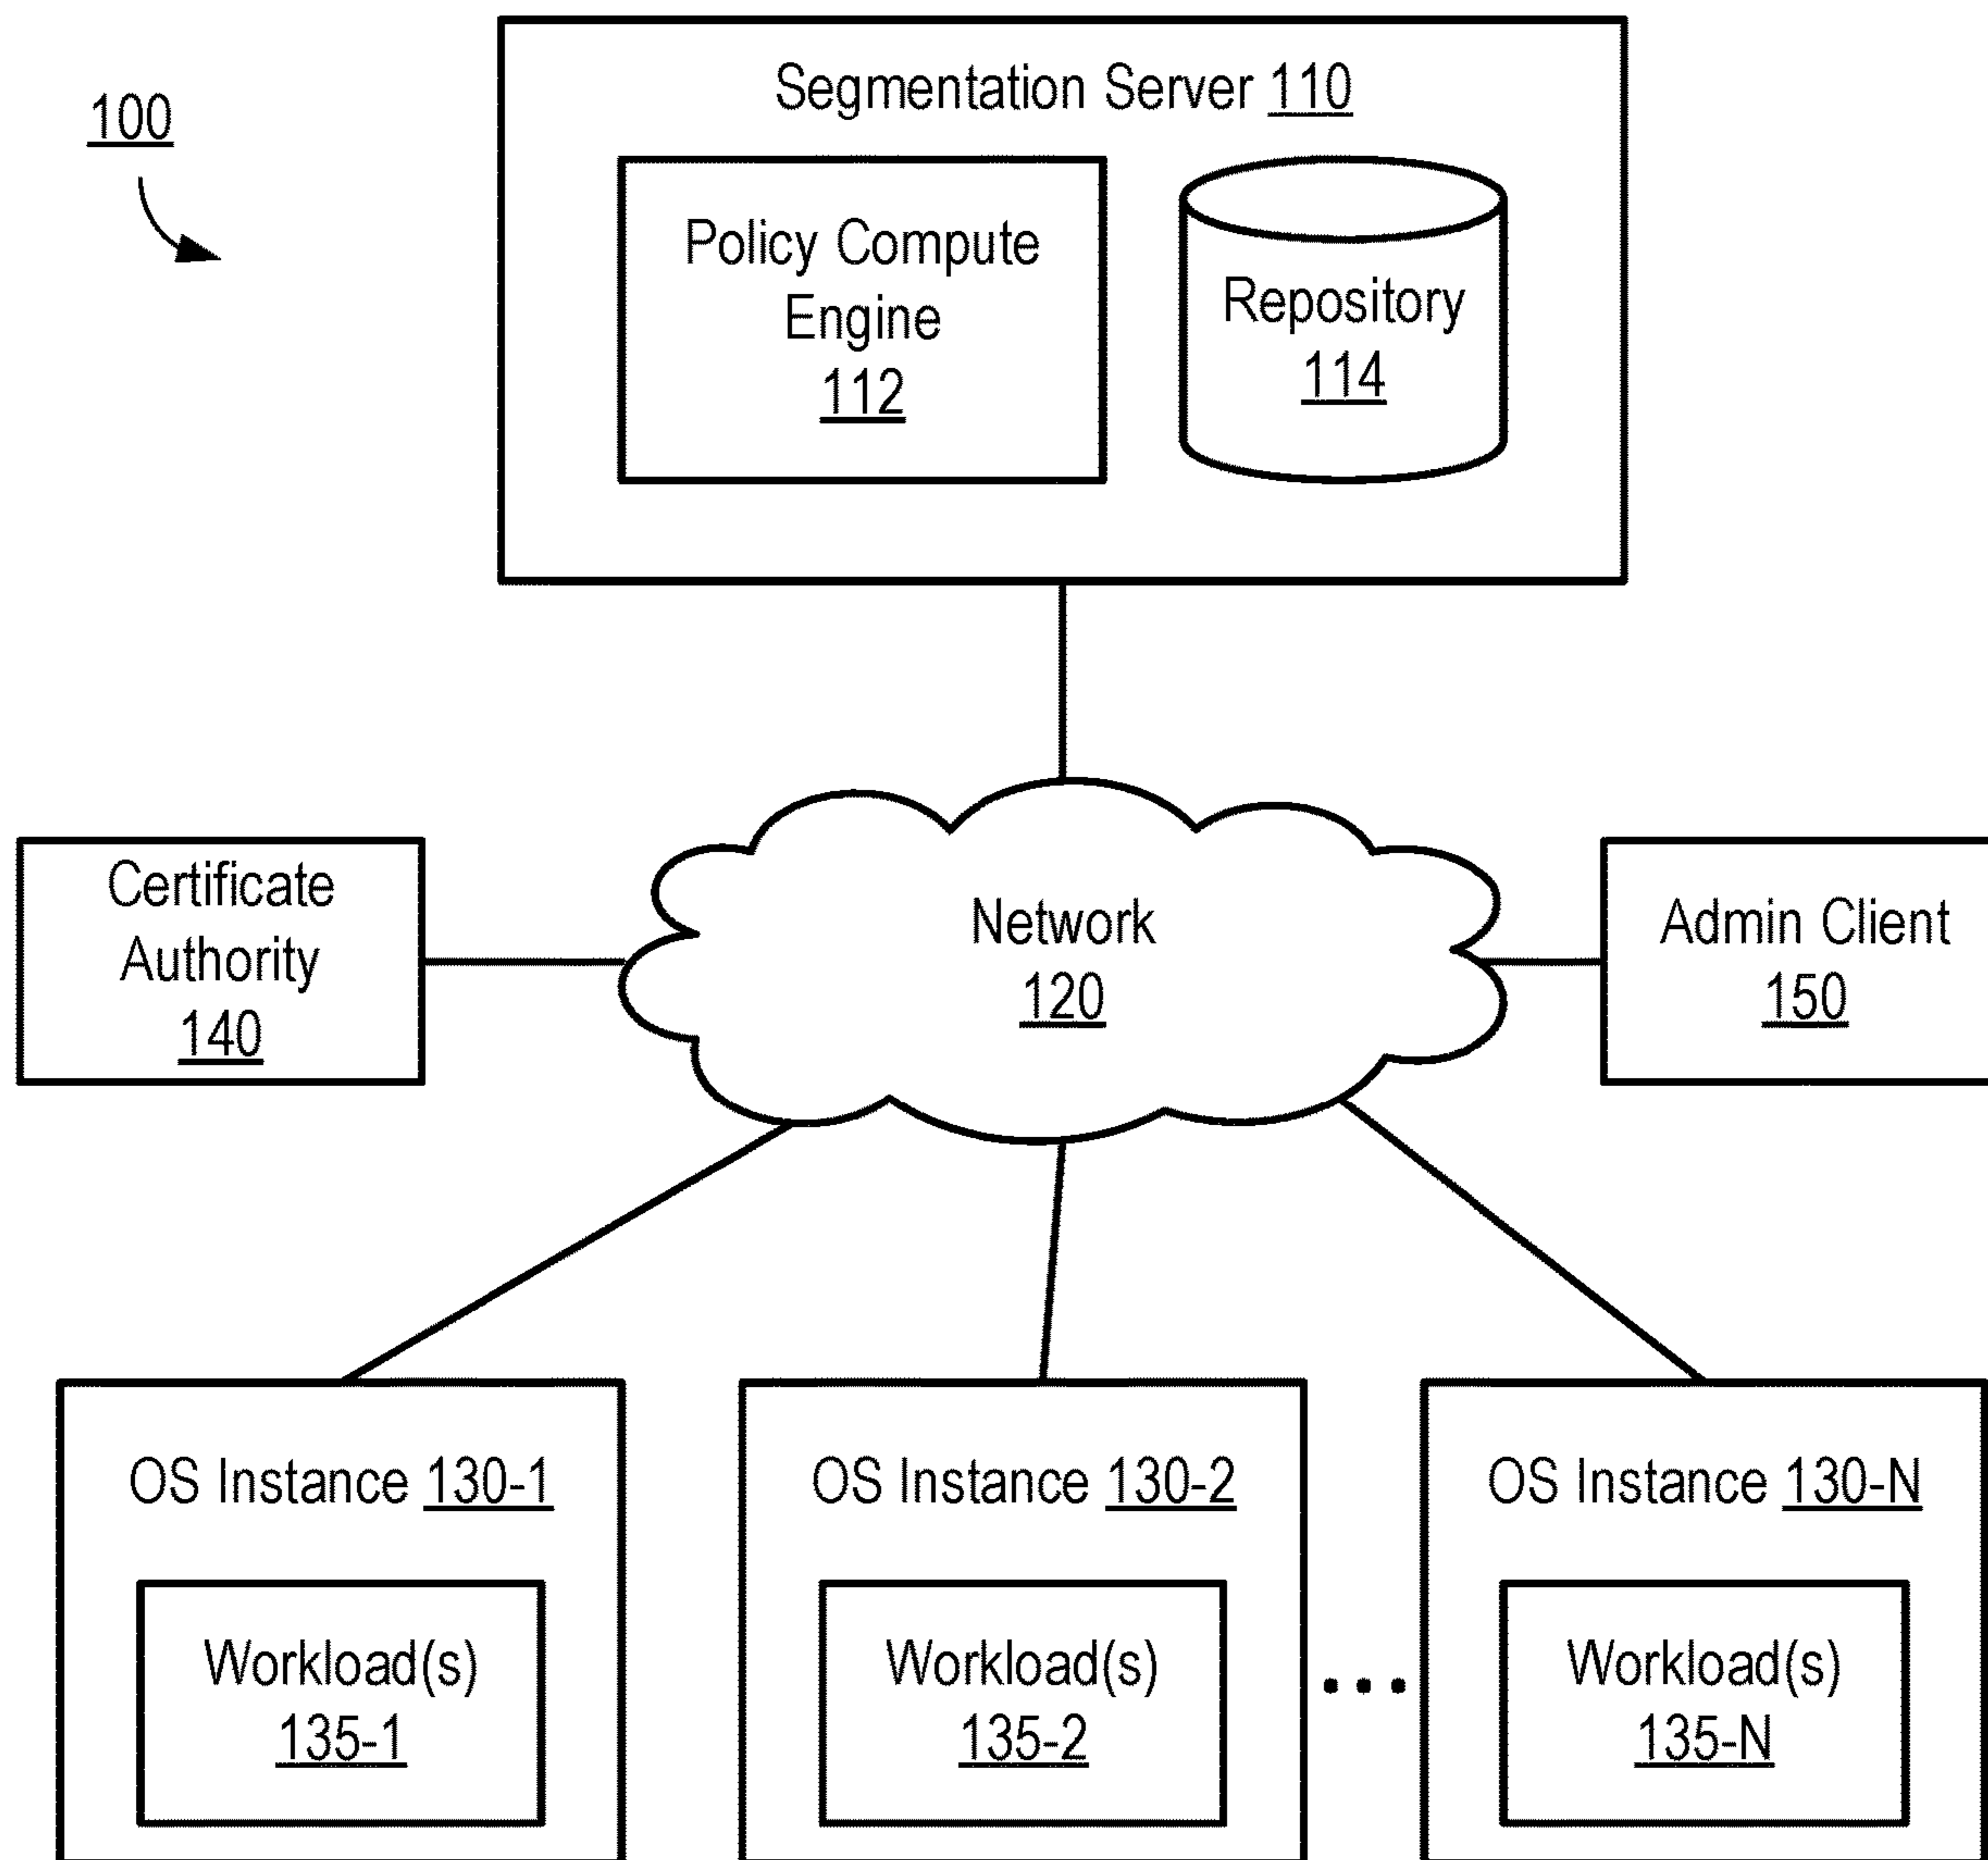 Segmentation Server 110
100
Policy Compute
Engine
112
Repository
114
Certificate
Authority
140
Network
120
Admin Client
150
OS Instance 130-1
Workload(s)
135-1
OS Instance 130-2
Workload(s)
135-2
...
OS Instance 130-N
Workload(s)
135-N